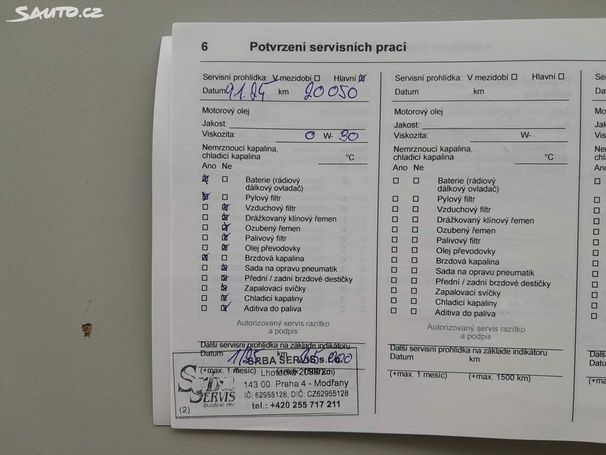 Sauto.cz
6 Potvrzení servisních prací
Servisní prohlídka: V mezidobí ☐ Hlavní ☒
Datum 9.1.25 km 20050
Motorový olej
Jakost:
Viskozita: 0 W- 30
Nemrznoucí kapalina,
chladicí kapalina °C
Ano Ne
☒ ☐ Baterie (rádiový
dálkový ovladač)
☒ ☐ Pylový filtr
☐ ☒ Vzduchový filtr
☐ ☒ Drážkovaný klínový řemen
☐ ☒ Ozubený řemen
☐ ☒ Palivový filtr
☐ ☒ Olej převodovky
☒ ☐ Brzdová kapalina
☐ ☒ Sada na opravu pneumatik
☐ ☒ Přední / zadní brzdové destičky
☐ ☒ Zapalovací svíčky
☐ ☒ Chladicí kapaliny
☐ ☒ Aditiva do paliva
Autorizovaný servis razítko
a podpis
Další servisní prohlídka na základě indikátorů
Datum km
(+max. 1 měsíc)
SRBA SERVIS s.r.o.
143 00 Praha 4 - Modřany
IČ: 62955128, DIČ: CZ62955128
tel.: +420 255 717 211
SRBA
SERVIS
(2)
Servisní prohlídka: V mezidobí ☐ Hlavní ☐
Datum km
Motorový olej
Jakost:
Viskozita: W-
Nemrznoucí kapalina,
chladicí kapalina °C
Ano Ne
☐ ☐ Baterie (rádiový
dálkový ovladač)
☐ ☐ Pylový filtr
☐ ☐ Vzduchový filtr
☐ ☐ Drážkovaný klínový řemen
☐ ☐ Ozubený řemen
☐ ☐ Palivový filtr
☐ ☐ Olej převodovky
☐ ☐ Brzdová kapalina
☐ ☐ Sada na opravu pneumatik
☐ ☐ Přední / zadní brzdové destičky
☐ ☐ Zapalovací svíčky
☐ ☐ Chladicí kapaliny
☐ ☐ Aditiva do paliva
Autorizovaný servis razítko
a podpis
Další servisní prohlídka na základě indikátorů
Datum km
(+max. 1 měsíc) (+max. 1500 km)